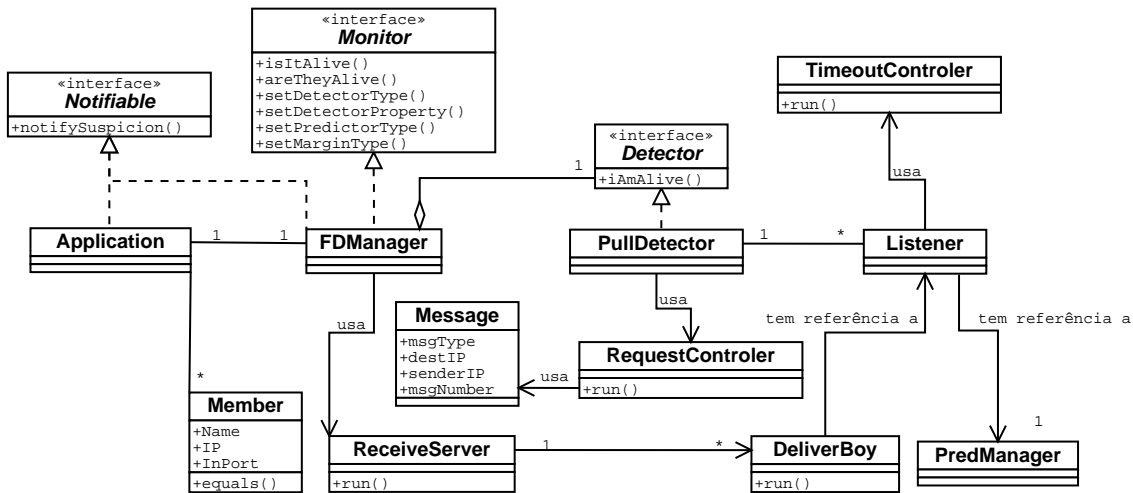 «interface»
Monitor
+isItAlive()
+areTheyAlive()
+setDetectorType()
+setDetectorProperty()
+setPredictorType()
+setMarginType()
«interface»
Notifiable
+notifySuspicion()
TimeoutControler
+run()
«interface»
Detector
+iAmAlive()
1
usa
Application
1
1
FDManager
PullDetector
1
*
Listener
usa
usa
Message
+msgType
+destIP
+senderIP
+msgNumber
usa
RequestControler
+run()
tem referência a
tem referência a
*
Member
+Name
+IP
+InPort
+equals()
ReceiveServer
+run()
1
*
DeliverBoy
+run()
1
PredManager